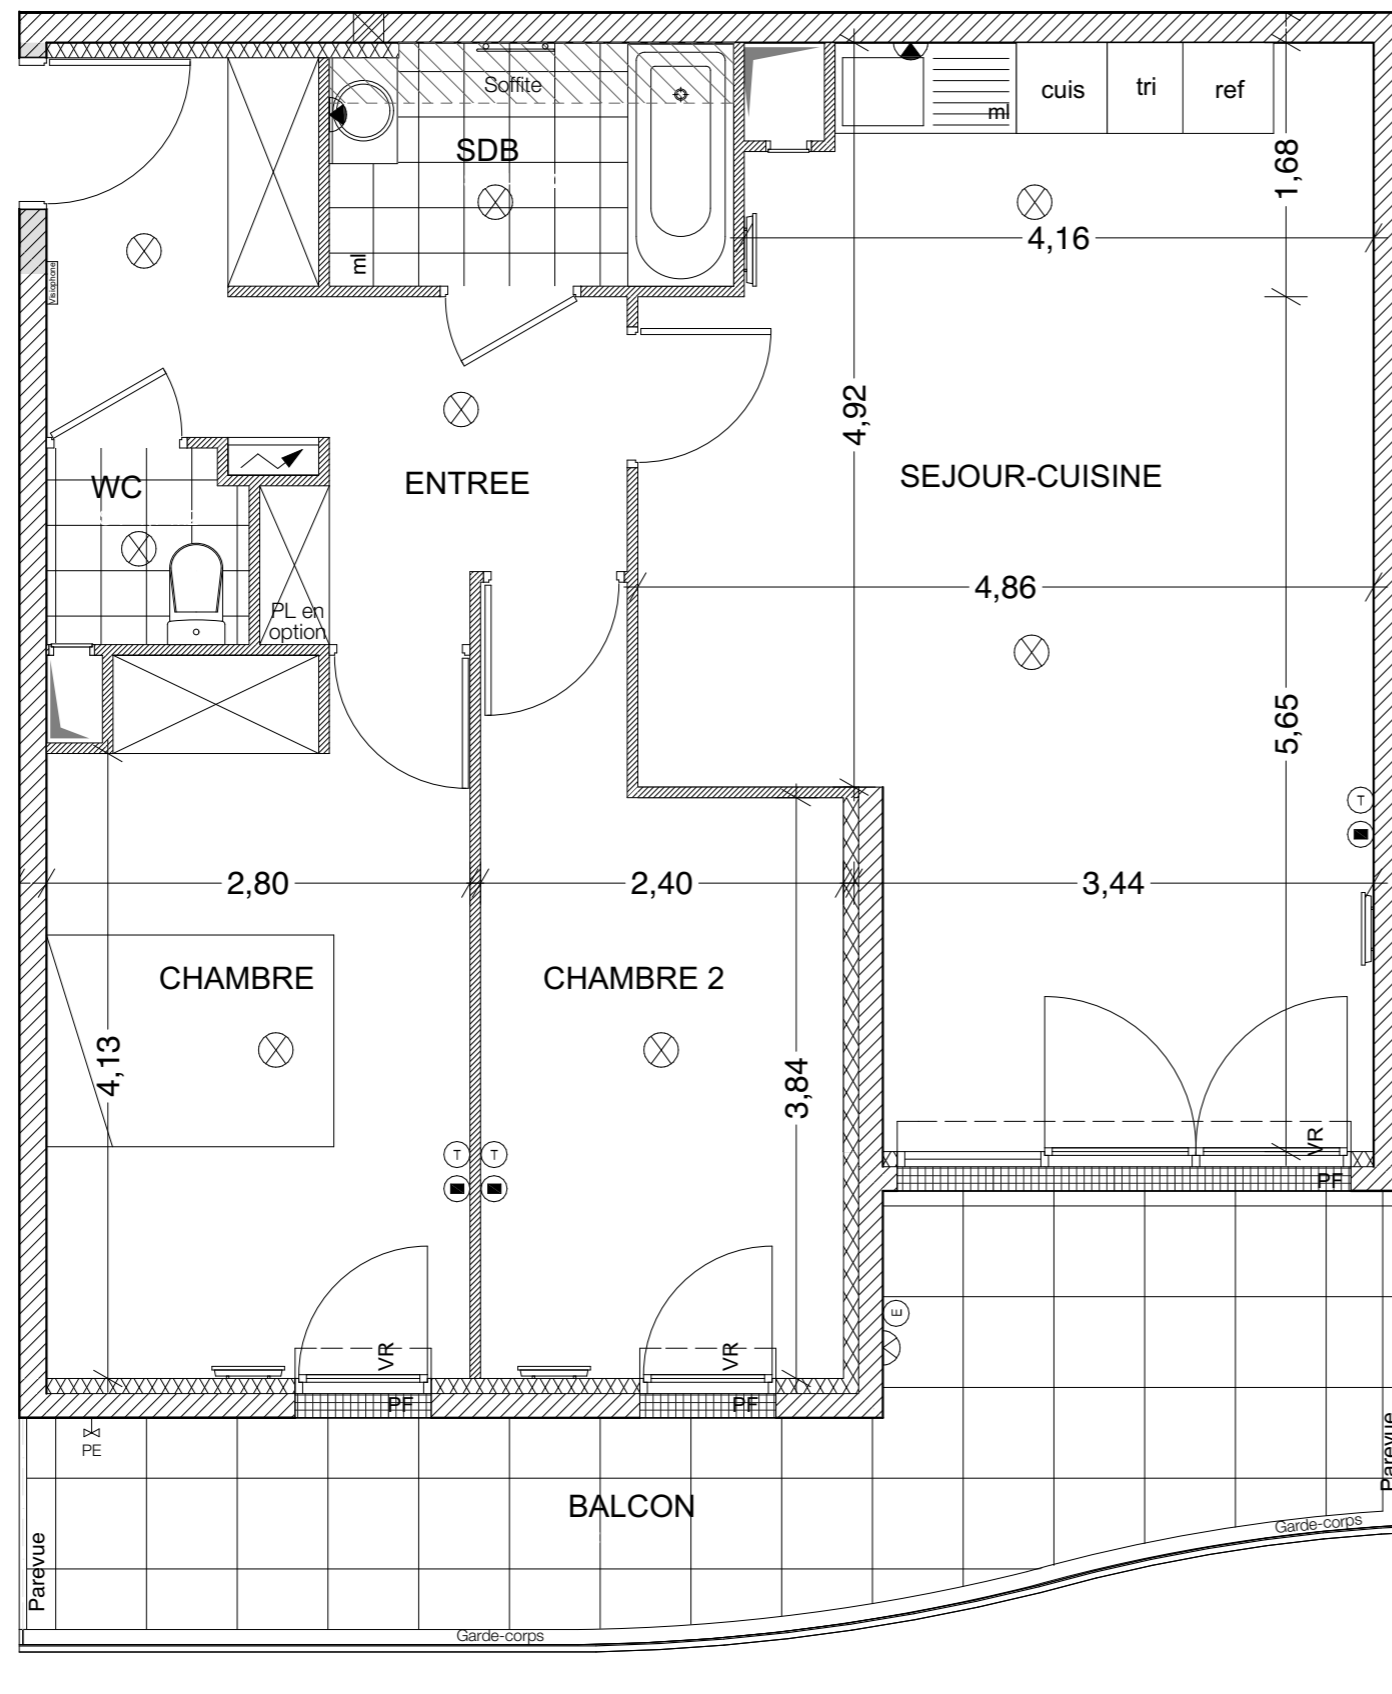 Soffite
SDB
ml
ml
cuis
tri
ref
1,68
4,16
Visiophone
4,92
WC
ENTREE
SEJOUR-CUISINE
4,86
PL en
option
5,65
T
2,80
2,40
3,44
CHAMBRE
CHAMBRE 2
4,13
3,84
T
T
VR
PF
VR
PF
VR
PF
E
PE
BALCON
Parevue
Parevue
Garde-corps
Garde-corps